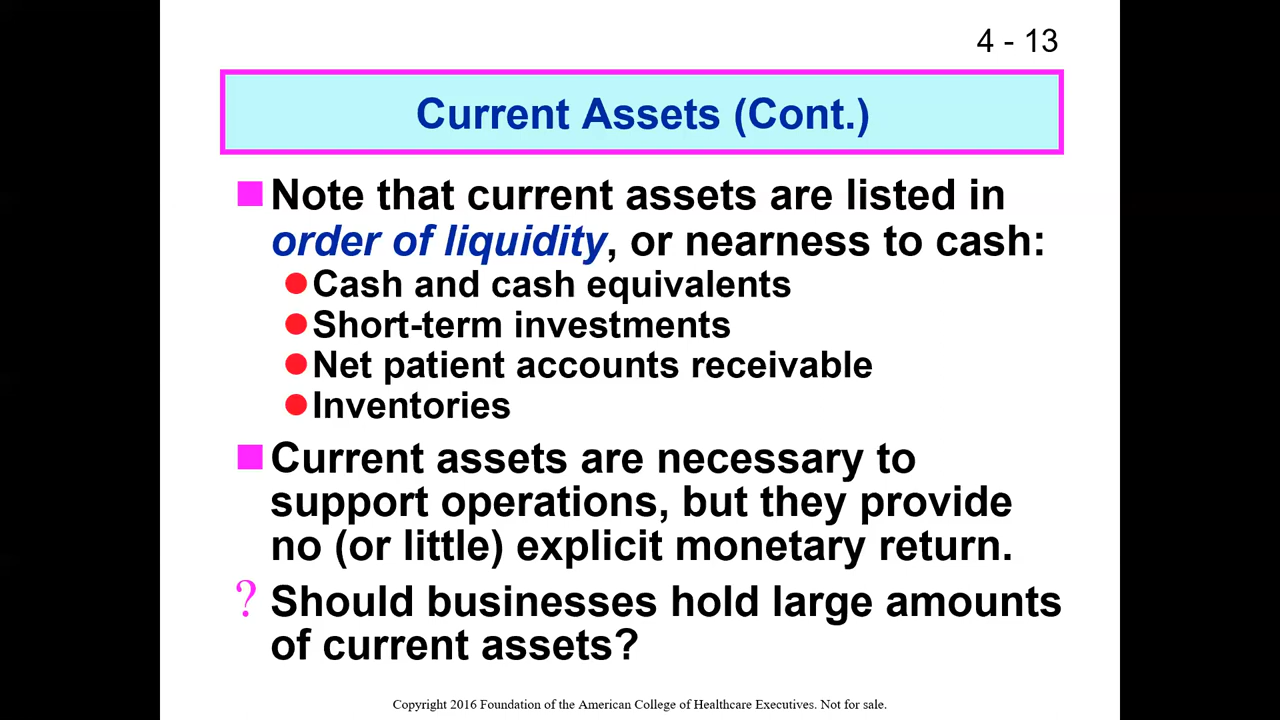 4 - 13
Current Assets (Cont.)
Note that current assets are listed in
order of liquidity, or nearness to cash:
Cash and cash equivalents
Short-term investments
Net patient accounts receivable
Inventories
Current assets are necessary to
support operations, but they provide
no (or little) explicit monetary return.
? Should businesses hold large amounts
of current assets?
Copyright 2016 Foundation of the American College of Healthcare Executives. Not for sale.